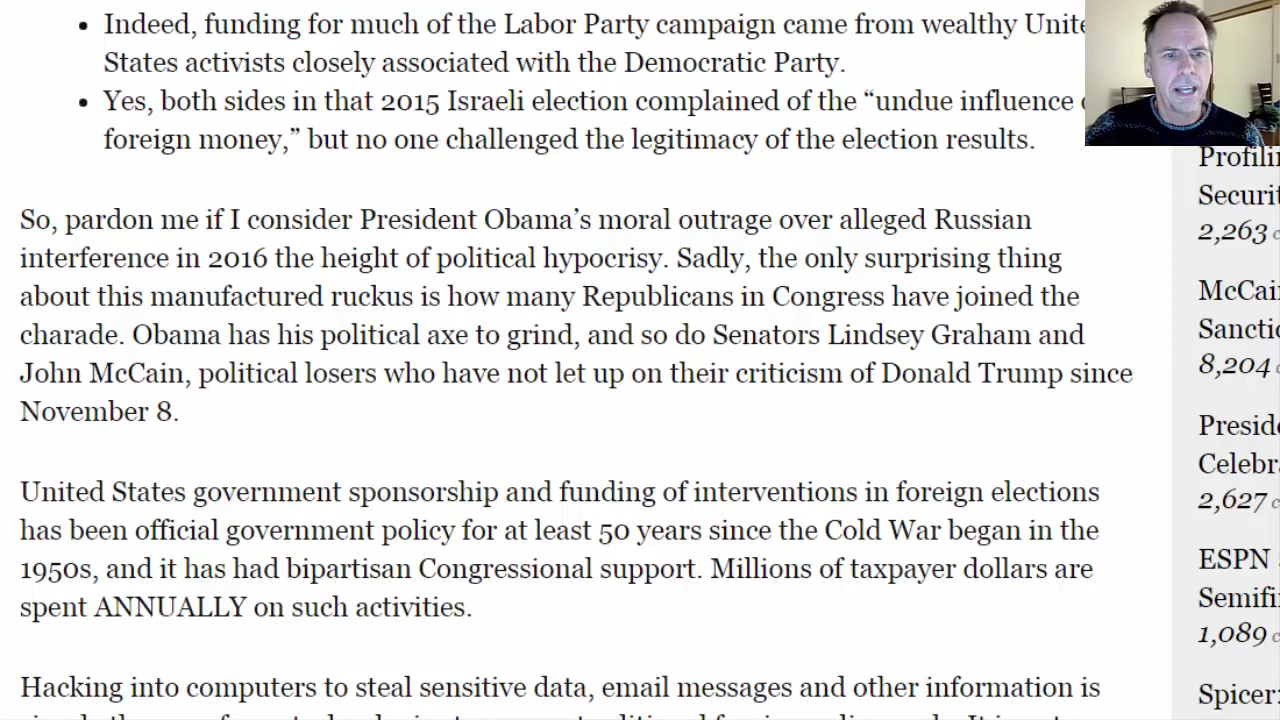 Indeed, funding for much of the Labor Party campaign came from wealthy
States activists closely associated with the Democratic Party.
Yes, both sides in that 2015 Israeli election complained of the “undue influence
foreign money,” but no one challenged the legitimacy of the election results.
So, pardon me if I consider President Obama’s moral outrage over alleged Russian
interference in 2016 the height of political hypocrisy. Sadly, the only surprising thing
about this manufactured ruckus is how many Republicans in Congress have joined the
charade. Obama has his political axe to grind, and so do Senators Lindsey Graham and
John McCain, political losers who have not let up on their criticism of Donald Trump since
November 8.
United States government sponsorship and funding of interventions in foreign elections
has been official government policy for at least 50 years since the Cold War began in the
1950s, and it has had bipartisan Congressional support. Millions of taxpayer dollars are
spent ANNUALLY on such activities.
Hacking into computers to steal sensitive data, email messages and other information is
2,263
8,204
2,627
ESPN
1,089